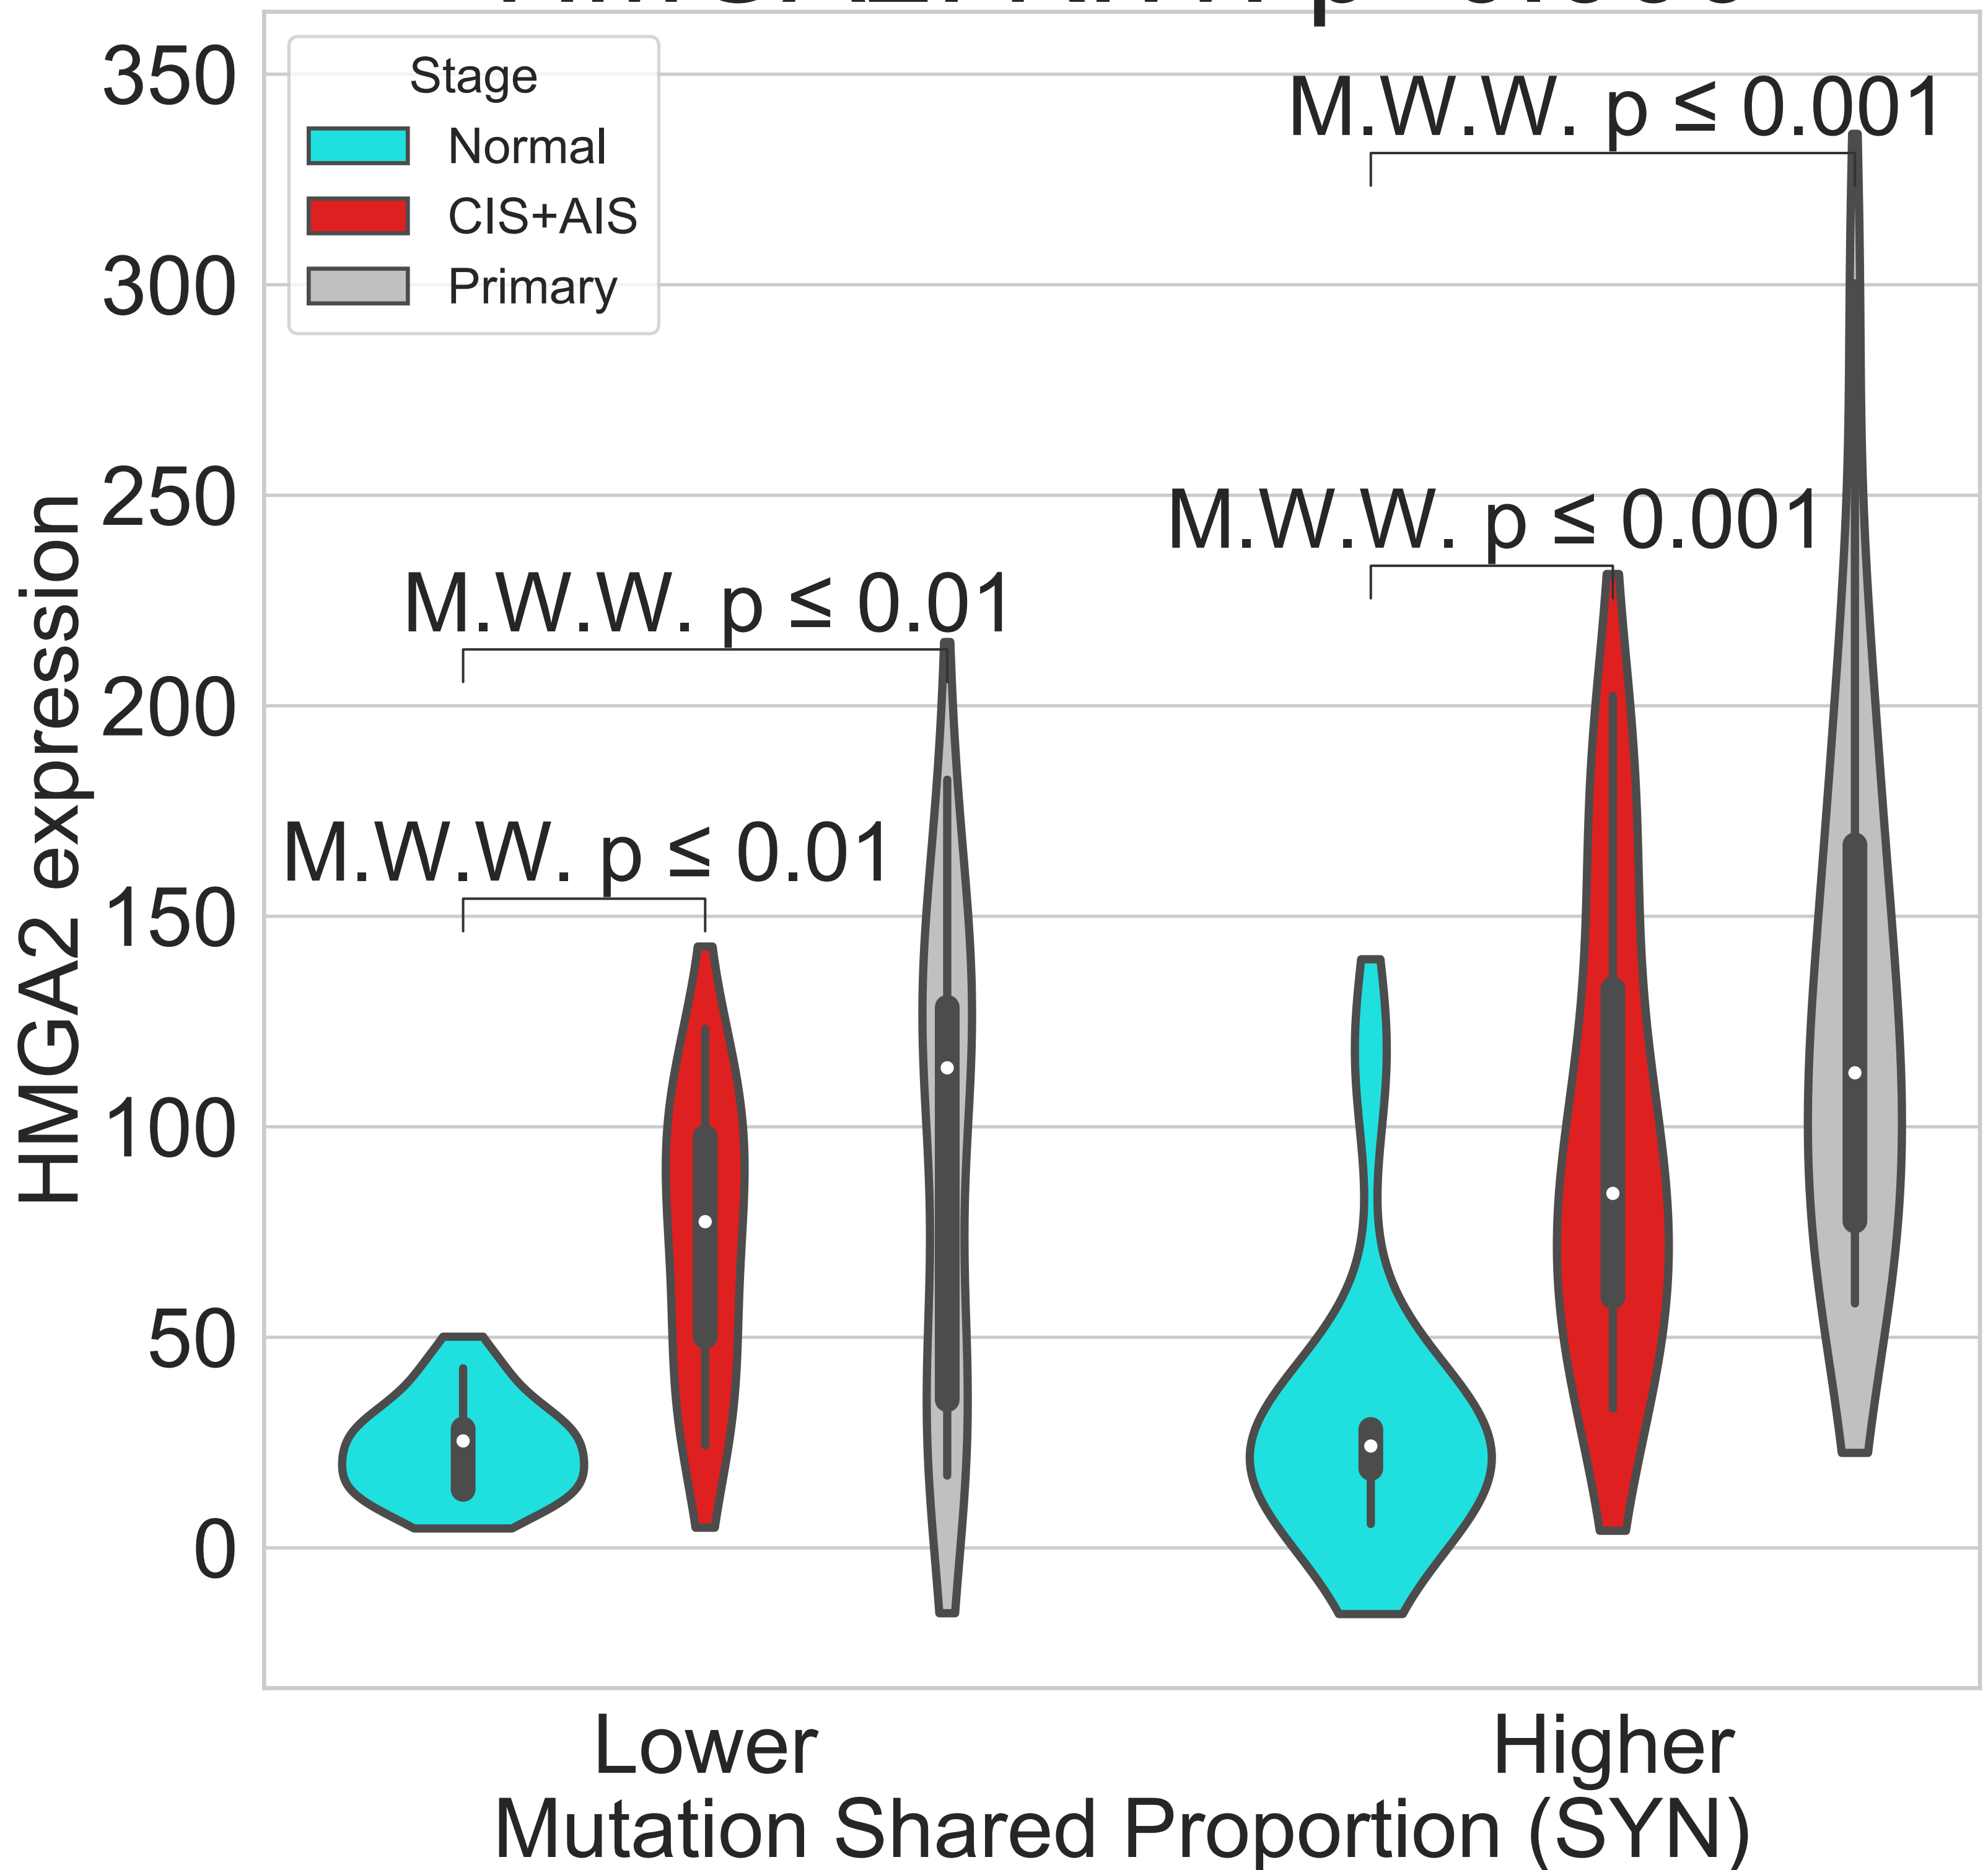 350
300
250
200
150
100
50
0
HMGA2 expression
Stage
Normal
CIS+AIS
Primary
M.W.W. p ≤ 0.001
M.W.W. p ≤ 0.001
M.W.W. p ≤ 0.01
M.W.W. p ≤ 0.01
Lower
Higher
Mutation Shared Proportion (SYN)